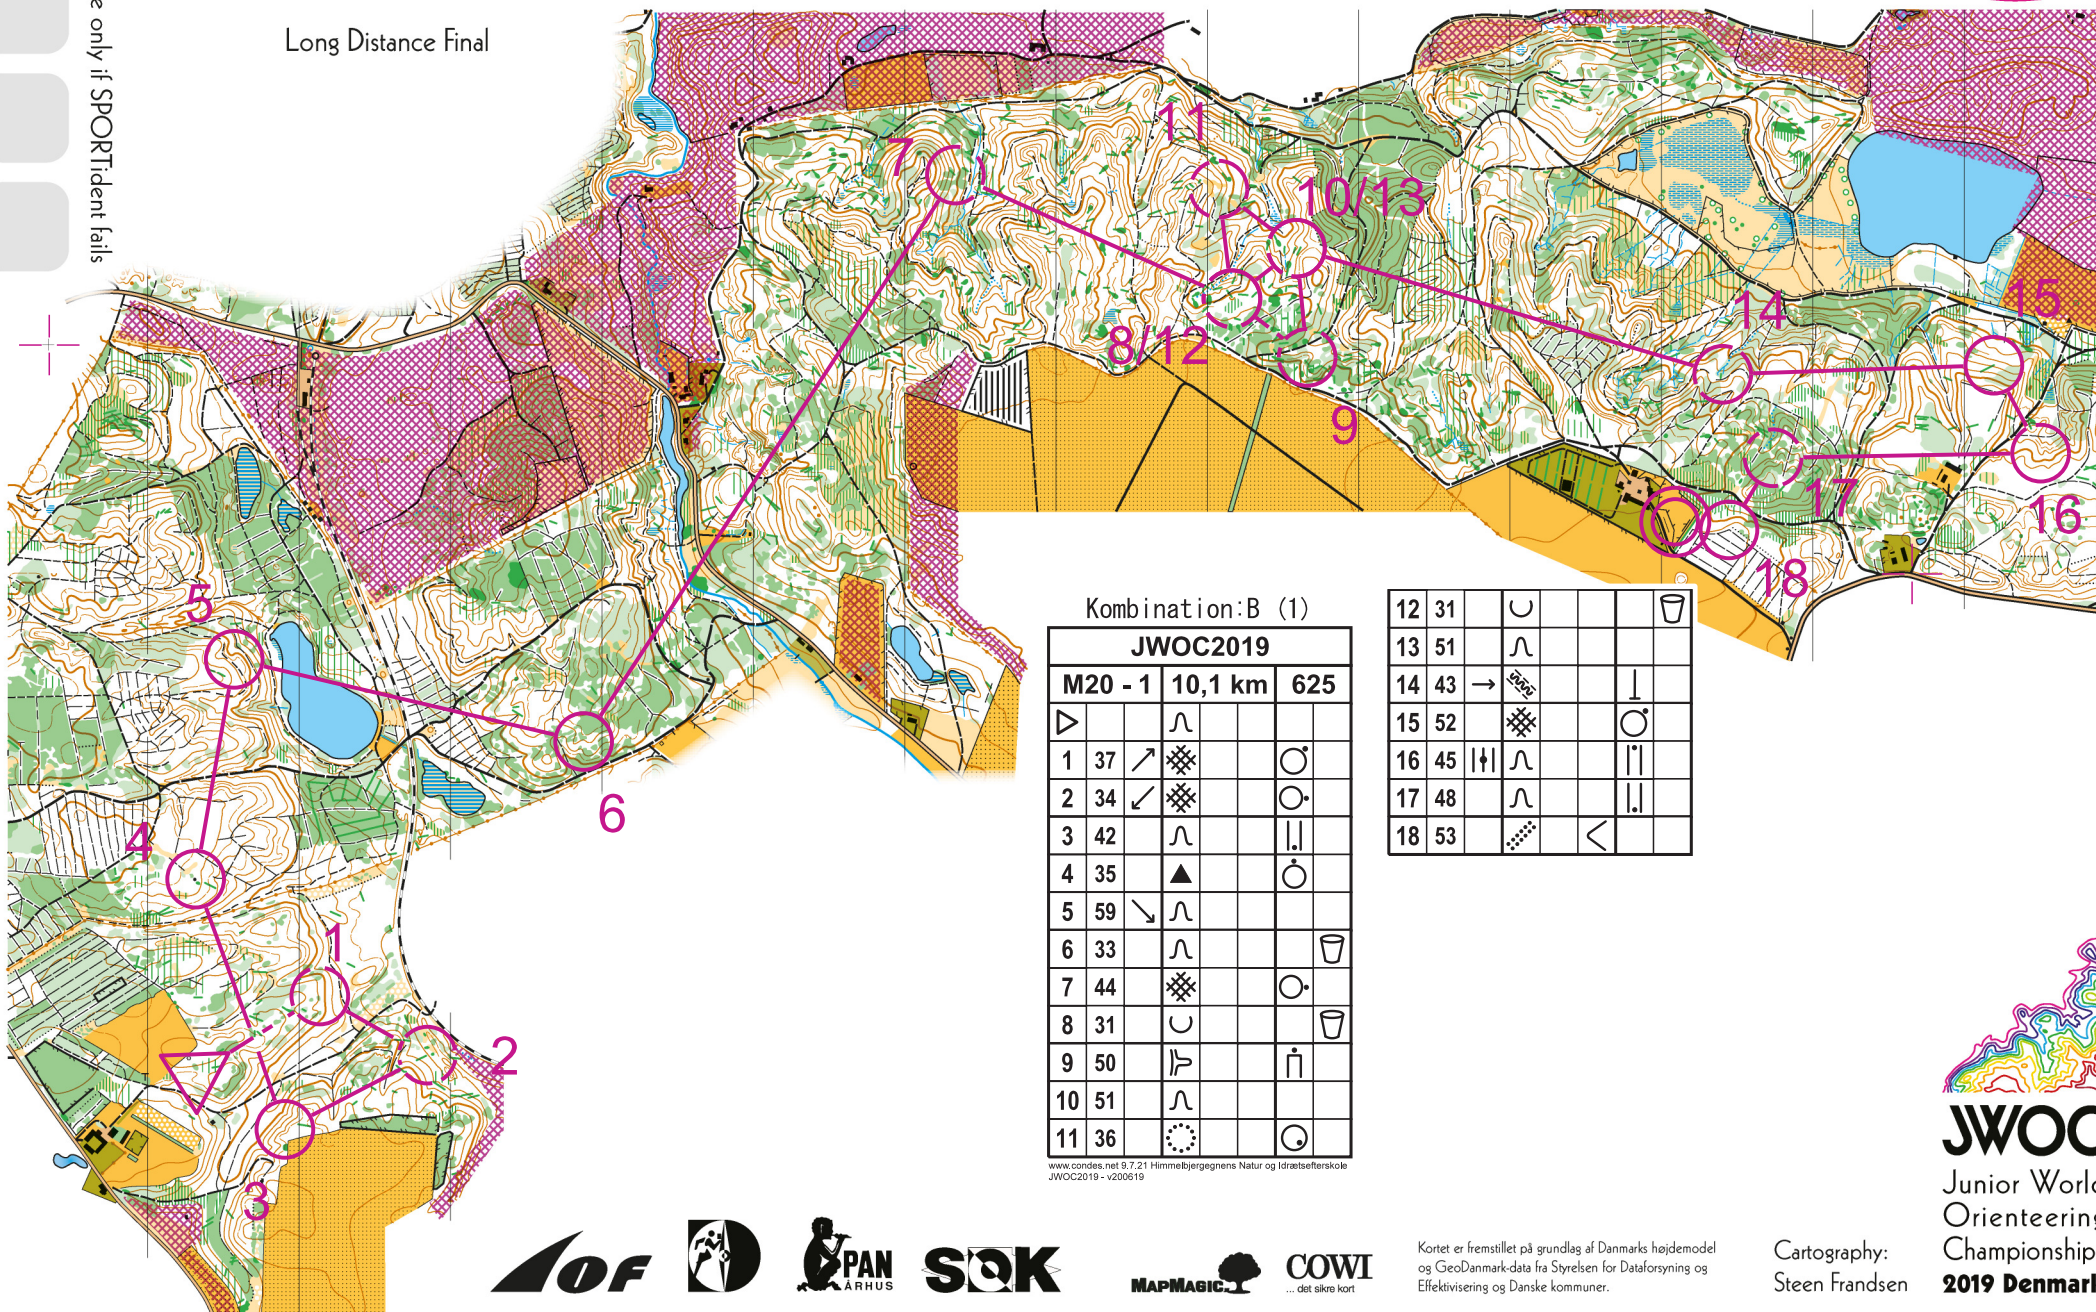 e only if SPORTident fails
Long Distance Final
11
7
10/13
14
15
8/12
9
17
16
5
18
6
4
1
2
3
Kombination:B (1)
JWOC2019
M20 - 1 10,1 km 625
1 37
2 34
3 42
4 35
5 59
6 33
7 44
8 31
9 50
10 51
11 36
12 31
13 51
14 43
15 52
16 45
17 48
18 53
www.condes.net 9.7.21 Himmelbjergegnens Natur og Idrætsefterskole
JWOC2019 - v200619
IOF
PAN
ÅRHUS
SOK
MAPMAGIC
COWI
... det sikre kort
Kortet er fremstillet på grundlag af Danmarks højdemodel
og GeoDanmark-data fra Styrelsen for Dataforsyning og
Effektivisering og Danske kommuner.
Cartography:
Steen Frandsen
JWOC
Junior World
Orienteering
Championship
2019 Denmark